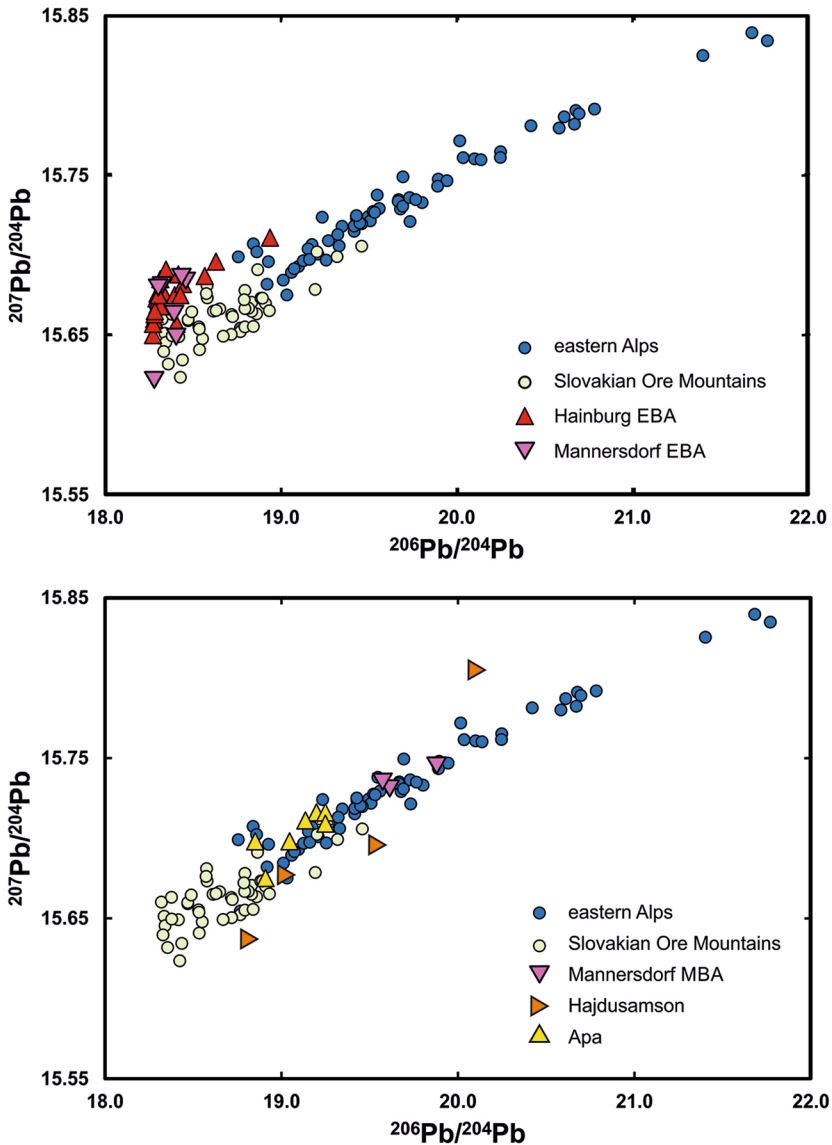 15.85
15.75
15.65
15.55
207Pb/204Pb
eastern Alps
Slovakian Ore Mountains
Hainburg EBA
Mannersdorf EBA
18.0 19.0 20.0 21.0 22.0
206Pb/204Pb
15.85
15.75
15.65
15.55
207Pb/204Pb
eastern Alps
Slovakian Ore Mountains
Mannersdorf MBA
Hajdusamson
Apa
18.0 19.0 20.0 21.0 22.0
206Pb/204Pb